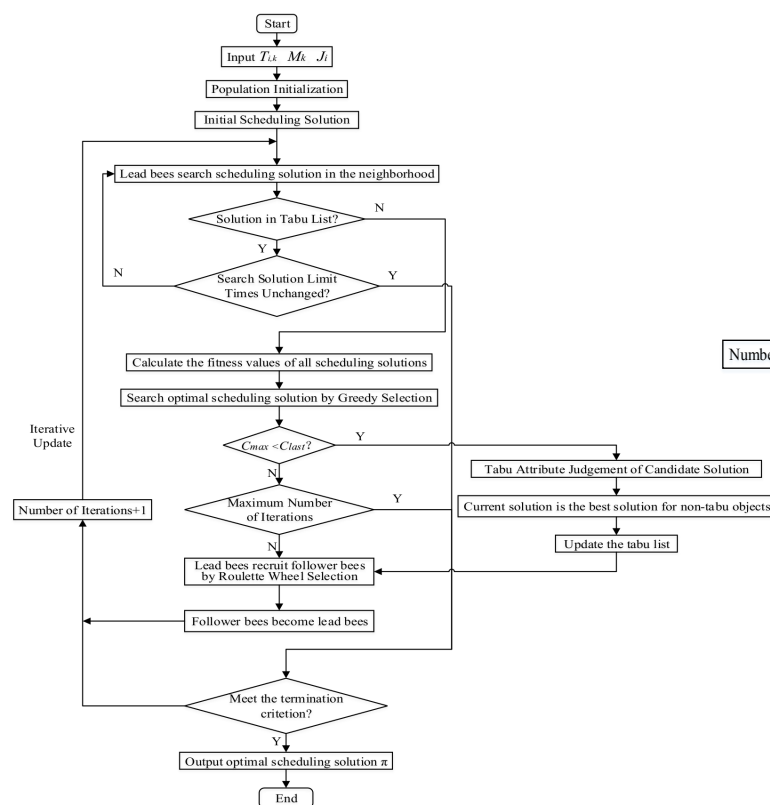 Start
Input T_{i,k} M_k J_i
Population Initialization
Initial Scheduling Solution
Lead bees search scheduling solution in the neighborhood
Solution in Tabu List?
N
Y
N
Search Solution Limit
Times Unchanged?
Y
Calculate the fitness values of all scheduling solutions
Numbe
Search optimal scheduling solution by Greedy Selection
Iterative
Update
Cmax <Clast?
Y
N
Tabu Attribute Judgement of Candidate Solution
Number of Iterations+1
Maximum Number
of Iterations
Y
Current solution is the best solution for non-tabu objects
N
Update the tabu list
Lead bees recruit follower bees
by Roulette Wheel Selection
Follower bees become lead bees
Meet the termination
critetion?
Y
Output optimal scheduling solution π
End